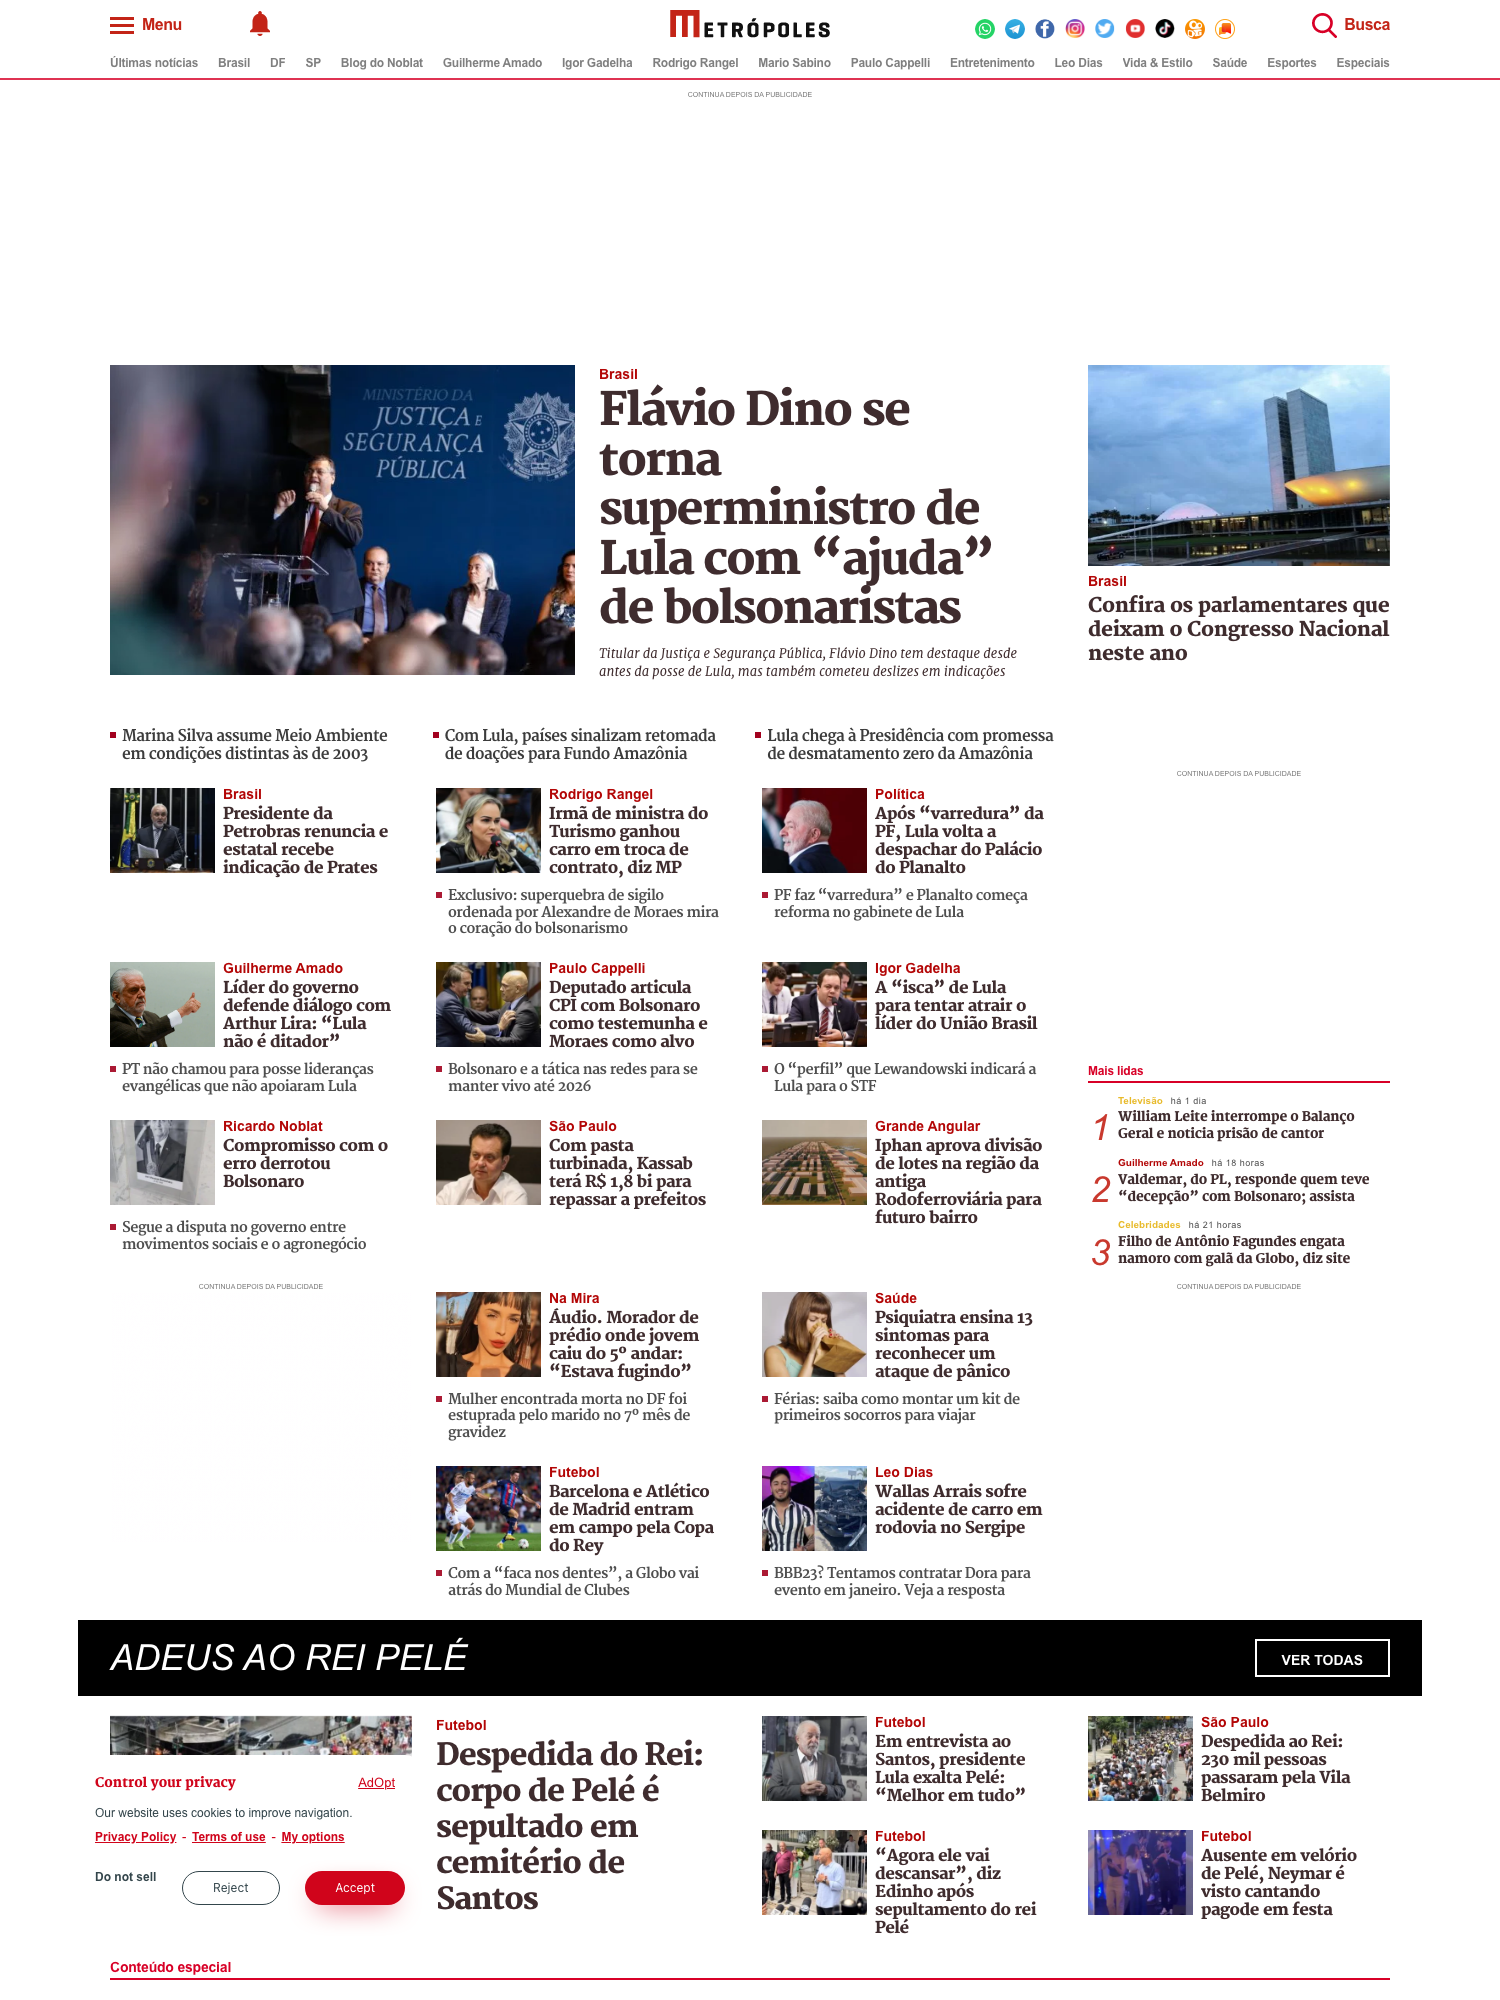 Menu
METRÓPOLES
Busca
Últimas notícias Brasil DF SP Blog do Noblat Guilherme Amado Igor Gadelha Rodrigo Rangel Mario Sabino Paulo Cappelli Entretenimento Leo Dias Vida & Estilo Saúde Esportes Especiais
CONTINUA DEPOIS DA PUBLICIDADE
MINISTÉRIO DA
JUSTIÇA E
SEGURANÇA
PÚBLICA
Brasil
Flávio Dino se
torna
superministro de
Lula com “ajuda”
de bolsonaristas
Titular da Justiça e Segurança Pública, Flávio Dino tem destaque desde
antes da posse de Lula, mas também cometeu deslizes em indicações
Brasil
Confira os parlamentares que
deixam o Congresso Nacional
neste ano
Marina Silva assume Meio Ambiente
em condições distintas às de 2003
Com Lula, países sinalizam retomada
de doações para Fundo Amazônia
Lula chega à Presidência com promessa
de desmatamento zero da Amazônia
CONTINUA DEPOIS DA PUBLICIDADE
Brasil
Presidente da
Petrobras renuncia e
estatal recebe
indicação de Prates
Rodrigo Rangel
Irmã de ministra do
Turismo ganhou
carro em troca de
contrato, diz MP
Exclusivo: superquebra de sigilo
ordenada por Alexandre de Moraes mira
o coração do bolsonarismo
Política
Após “varredura” da
PF, Lula volta a
despachar do Palácio
do Planalto
PF faz “varredura” e Planalto começa
reforma no gabinete de Lula
Guilherme Amado
Líder do governo
defende diálogo com
Arthur Lira: “Lula
não é ditador”
PT não chamou para posse lideranças
evangélicas que não apoiaram Lula
Paulo Cappelli
Deputado articula
CPI com Bolsonaro
como testemunha e
Moraes como alvo
Bolsonaro e a tática nas redes para se
manter vivo até 2026
Igor Gadelha
A “isca” de Lula
para tentar atrair o
líder do União Brasil
O “perfil” que Lewandowski indicará a
Lula para o STF
Ricardo Noblat
Compromisso com o
erro derrotou
Bolsonaro
Segue a disputa no governo entre
movimentos sociais e o agronegócio
São Paulo
Com pasta
turbinada, Kassab
terá R$ 1,8 bi para
repassar a prefeitos
Grande Angular
Iphan aprova divisão
de lotes na região da
antiga
Rodoferroviária para
futuro bairro
Mais lidas
1
Televisão há 1 dia
William Leite interrompe o Balanço
Geral e noticia prisão de cantor
2
Guilherme Amado há 18 horas
Valdemar, do PL, responde quem teve
“decepção” com Bolsonaro; assista
3
Celebridades há 21 horas
Filho de Antônio Fagundes engata
namoro com galã da Globo, diz site
CONTINUA DEPOIS DA PUBLICIDADE
CONTINUA DEPOIS DA PUBLICIDADE
Na Mira
Áudio. Morador de
prédio onde jovem
caiu do 5º andar:
“Estava fugindo”
Mulher encontrada morta no DF foi
estuprada pelo marido no 7º mês de
gravidez
Saúde
Psiquiatra ensina 13
sintomas para
reconhecer um
ataque de pânico
Férias: saiba como montar um kit de
primeiros socorros para viajar
Futebol
Barcelona e Atlético
de Madrid entram
em campo pela Copa
do Rey
Com a “faca nos dentes”, a Globo vai
atrás do Mundial de Clubes
Leo Dias
Wallas Arrais sofre
acidente de carro em
rodovia no Sergipe
BBB23? Tentamos contratar Dora para
evento em janeiro. Veja a resposta
ADEUS AO REI PELÉ
VER TODAS
Futebol
Despedida do Rei:
corpo de Pelé é
sepultado em
cemitério de
Santos
Futebol
Em entrevista ao
Santos, presidente
Lula exalta Pelé:
“Melhor em tudo”
São Paulo
Despedida ao Rei:
230 mil pessoas
passaram pela Vila
Belmiro
Futebol
“Agora ele vai
descansar”, diz
Edinho após
sepultamento do rei
Pelé
Futebol
Ausente em velório
de Pelé, Neymar é
visto cantando
pagode em festa
Control your privacy
AdOpt
Our website uses cookies to improve navigation.
Privacy Policy - Terms of use - My options
Do not sell
Reject
Accept
Conteúdo especial